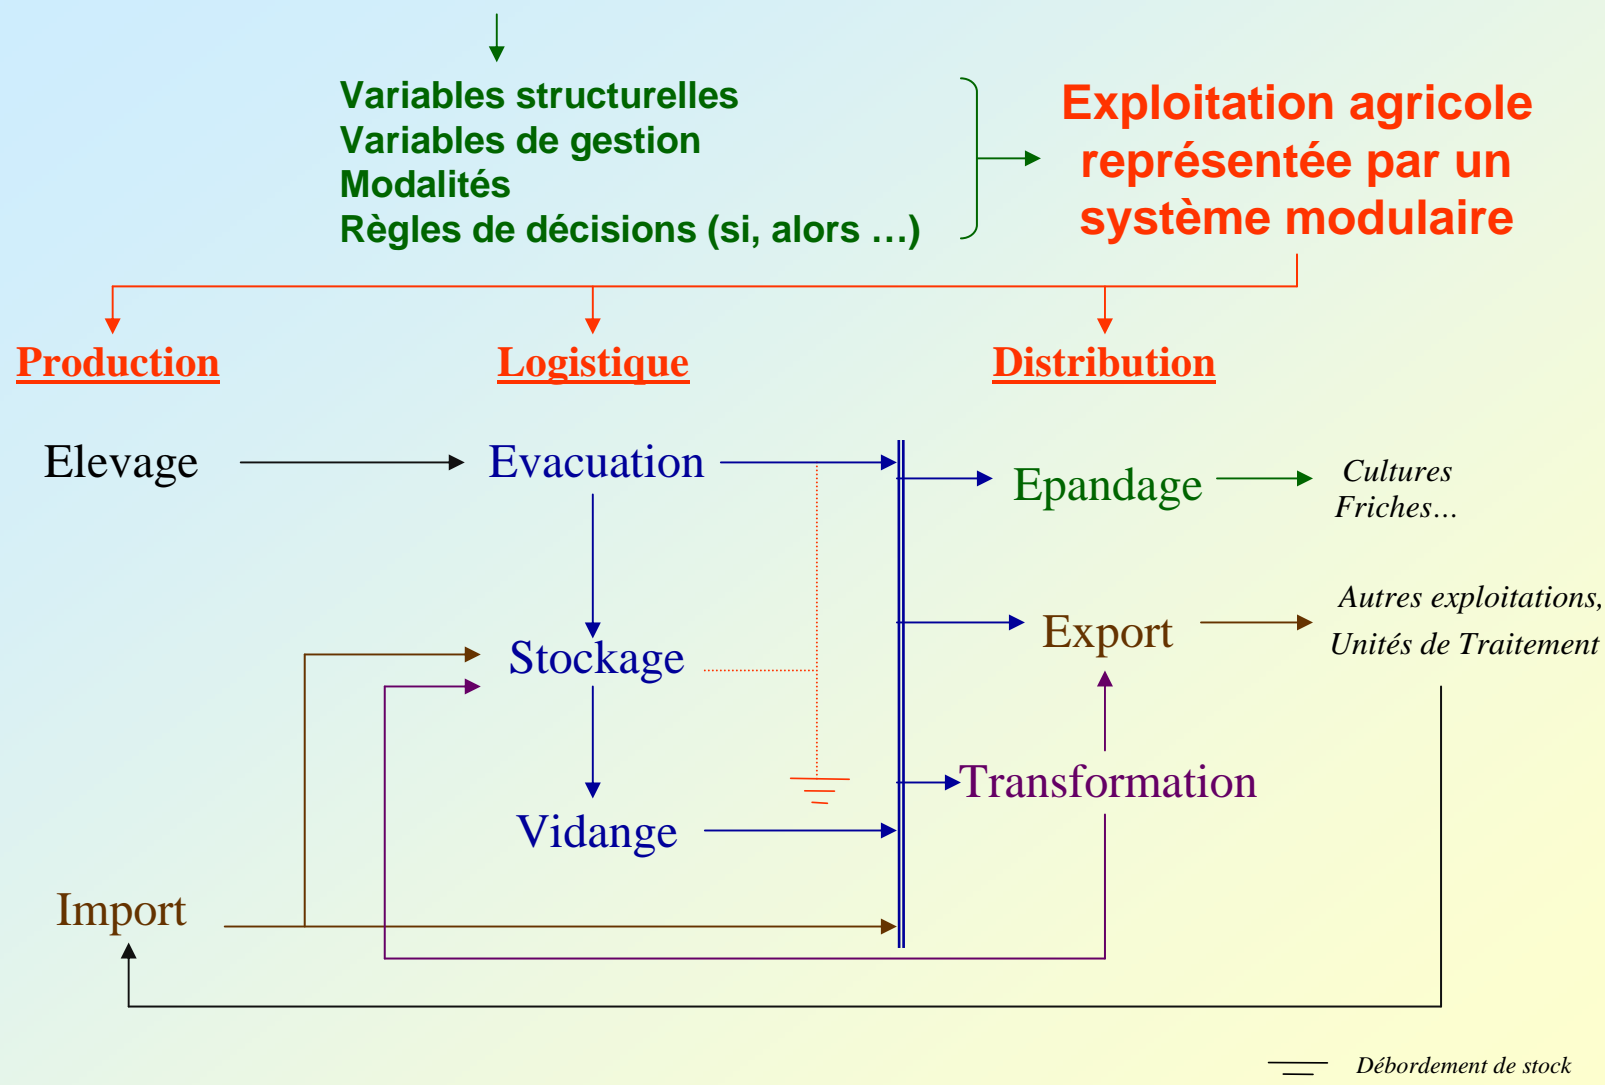 Variables structurelles
Variables de gestion
Modalités
Règles de décisions (si, alors …)
Exploitation agricole
représentée par un
système modulaire
Production
Logistique
Distribution
Elevage
Evacuation
Epandage
Cultures
Friches…
Stockage
Export
Autres exploitations,
Unités de Traitement
Vidange
Transformation
Import
Débordement de stock